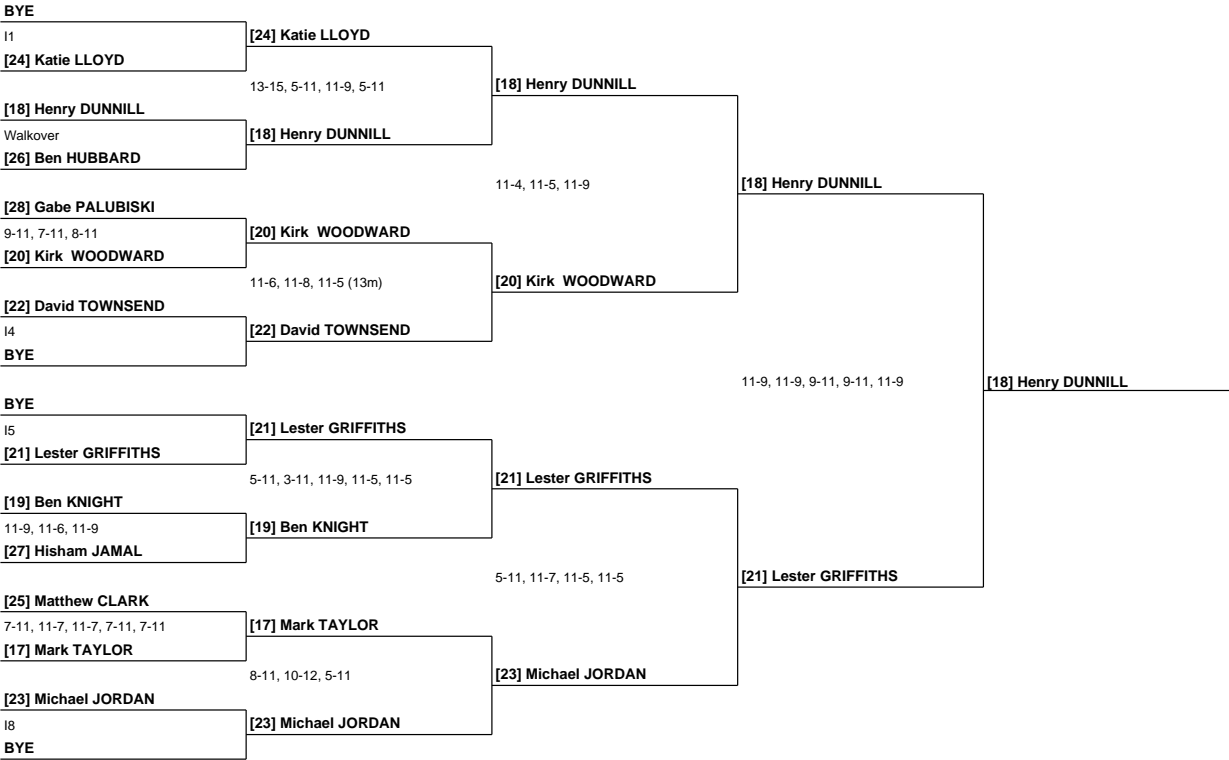 BYE
I1
[24] Katie LLOYD
[24] Katie LLOYD
13-15, 5-11, 11-9, 5-11
[18] Henry DUNNILL
[18] Henry DUNNILL
Walkover
[18] Henry DUNNILL
[26] Ben HUBBARD
11-4, 11-5, 11-9
[18] Henry DUNNILL
[28] Gabe PALUBISKI
9-11, 7-11, 8-11
[20] Kirk  WOODWARD
[20] Kirk  WOODWARD
11-6, 11-8, 11-5 (13m)
[20] Kirk  WOODWARD
[22] David TOWNSEND
I4
[22] David TOWNSEND
BYE
11-9, 11-9, 9-11, 9-11, 11-9
[18] Henry DUNNILL
BYE
I5
[21] Lester GRIFFITHS
[21] Lester GRIFFITHS
5-11, 3-11, 11-9, 11-5, 11-5
[21] Lester GRIFFITHS
[19] Ben KNIGHT
11-9, 11-6, 11-9
[19] Ben KNIGHT
[27] Hisham JAMAL
5-11, 11-7, 11-5, 11-5
[21] Lester GRIFFITHS
[25] Matthew CLARK
7-11, 11-7, 11-7, 7-11, 7-11
[17] Mark TAYLOR
[17] Mark TAYLOR
8-11, 10-12, 5-11
[23] Michael JORDAN
[23] Michael JORDAN
I8
[23] Michael JORDAN
BYE